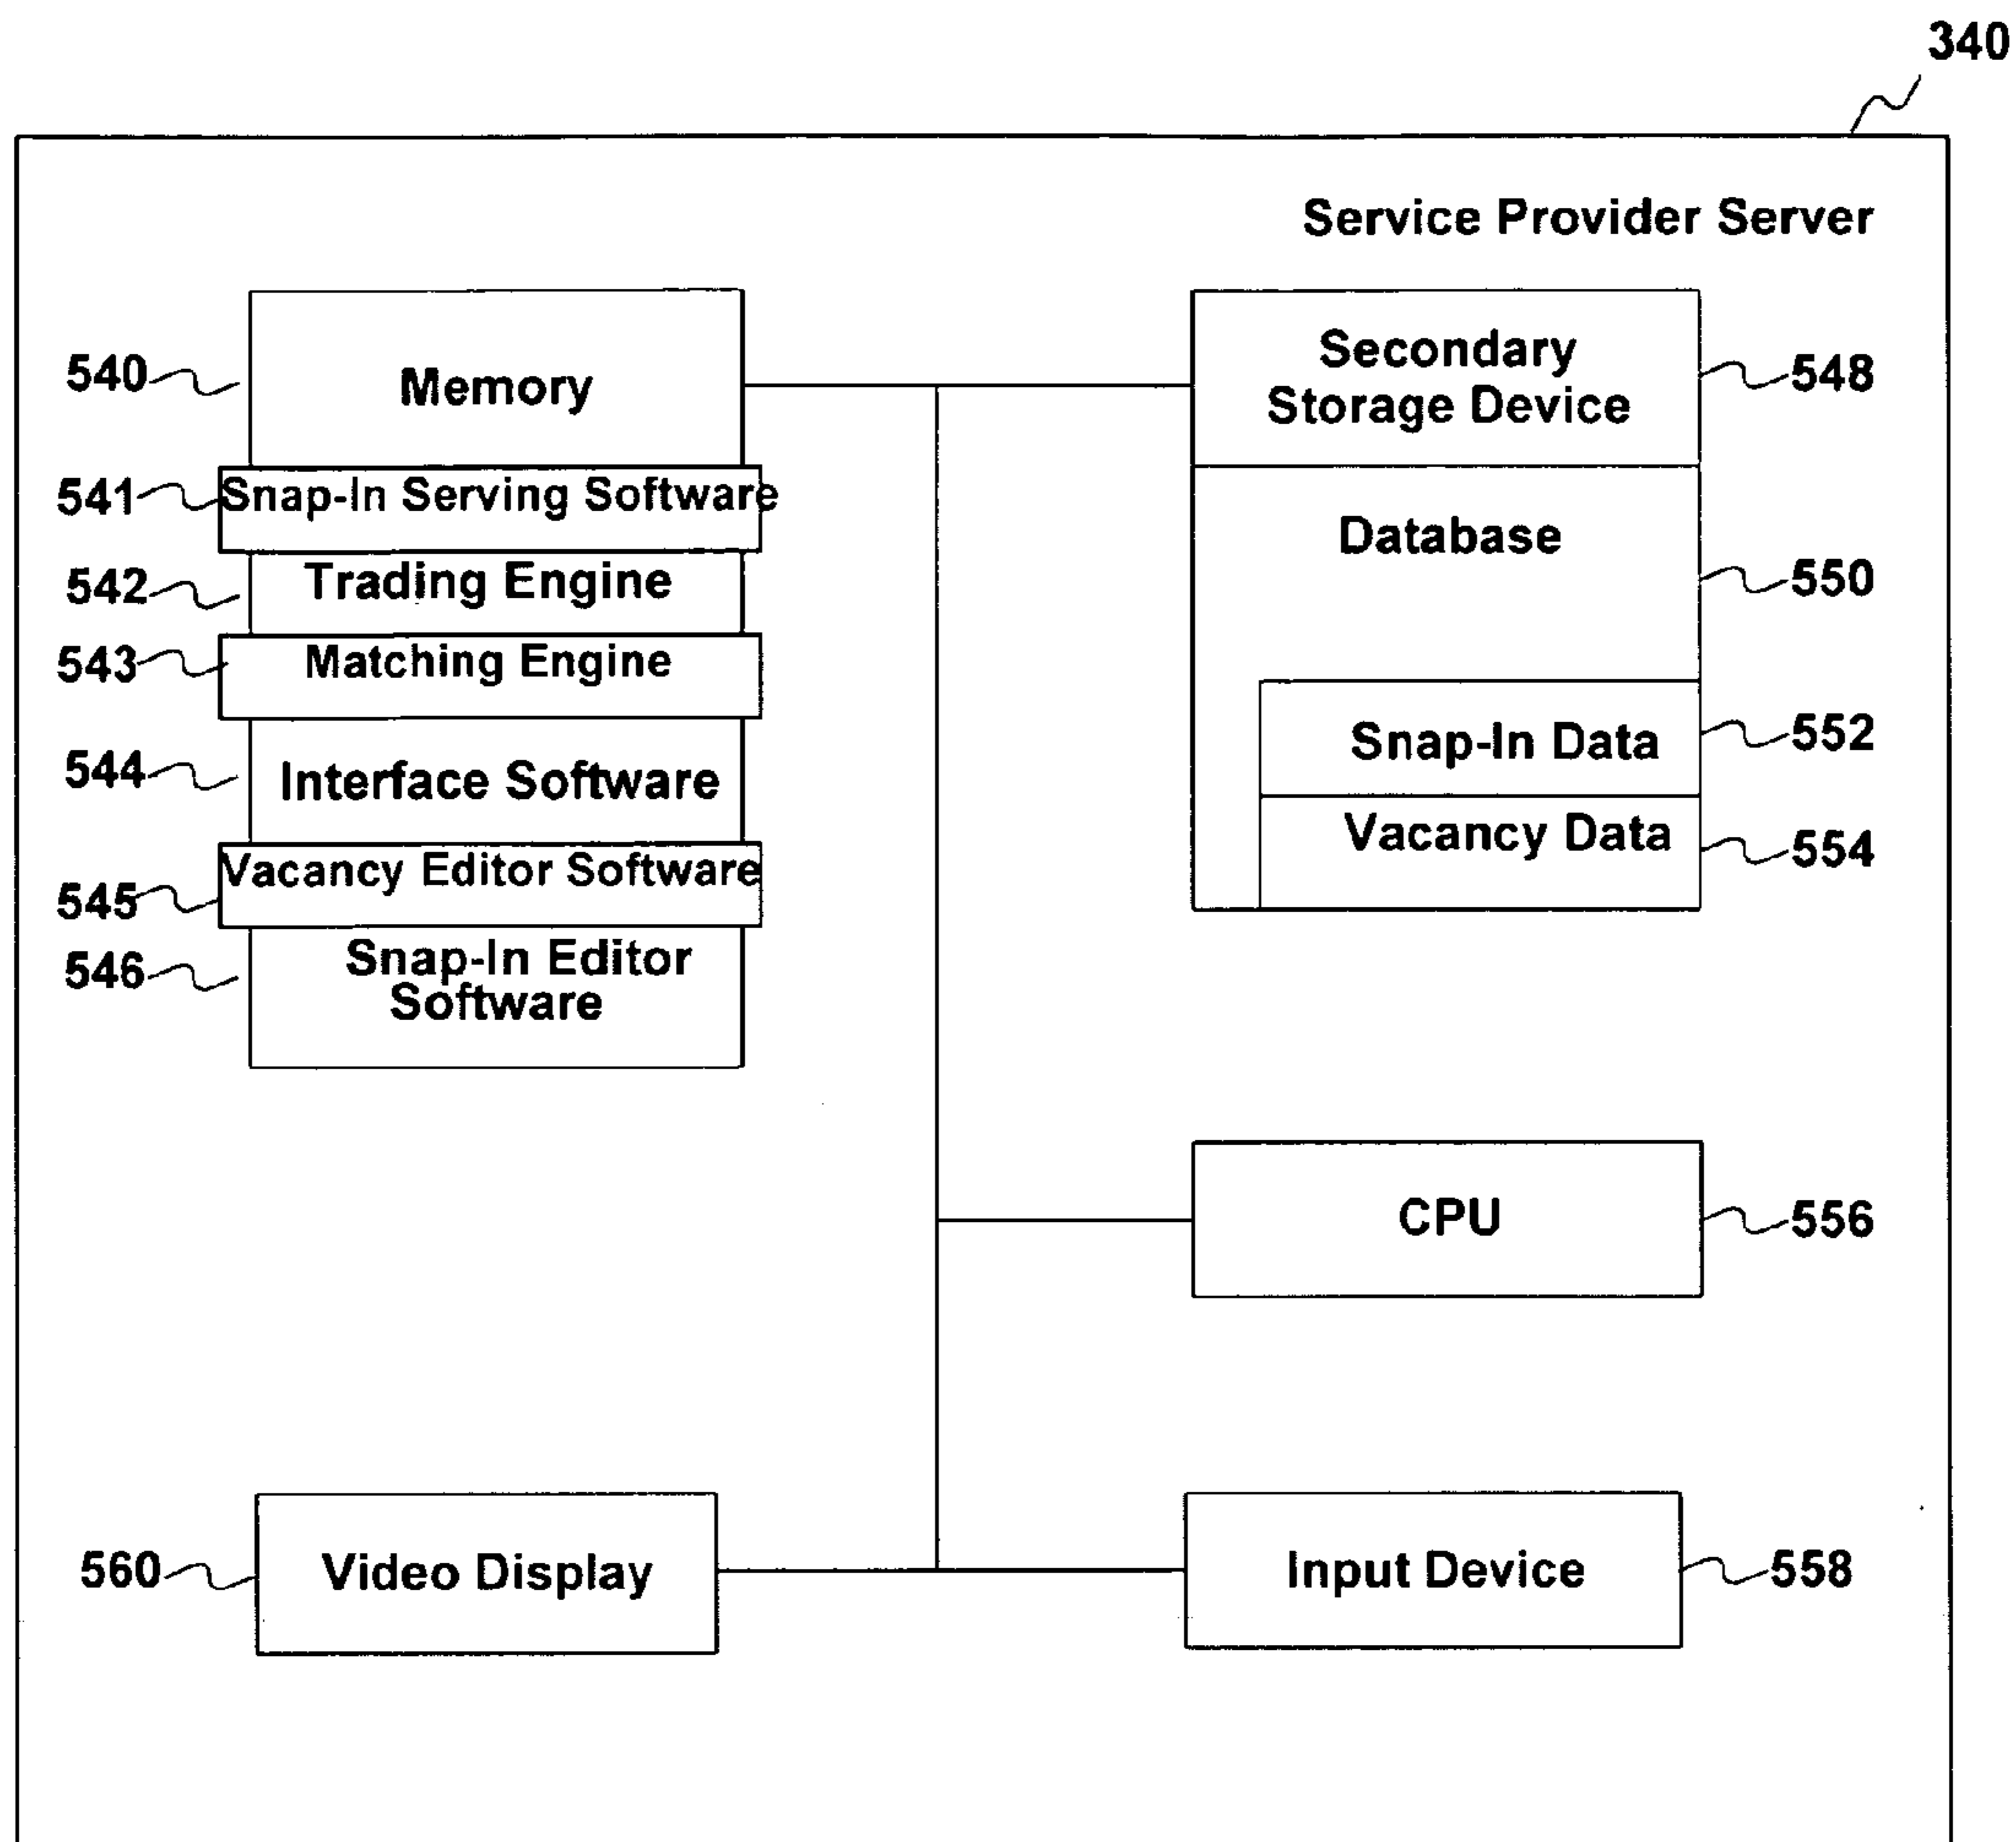 340
Service Provider Server
540
Memory
541
Snap-In Serving Software
542
Trading Engine
543
Matching Engine
544
Interface Software
545
Vacancy Editor Software
546
Snap-In Editor
Software
Secondary
Storage Device
548
Database
550
Snap-In Data
552
Vacancy Data
554
CPU
556
560
Video Display
Input Device
558